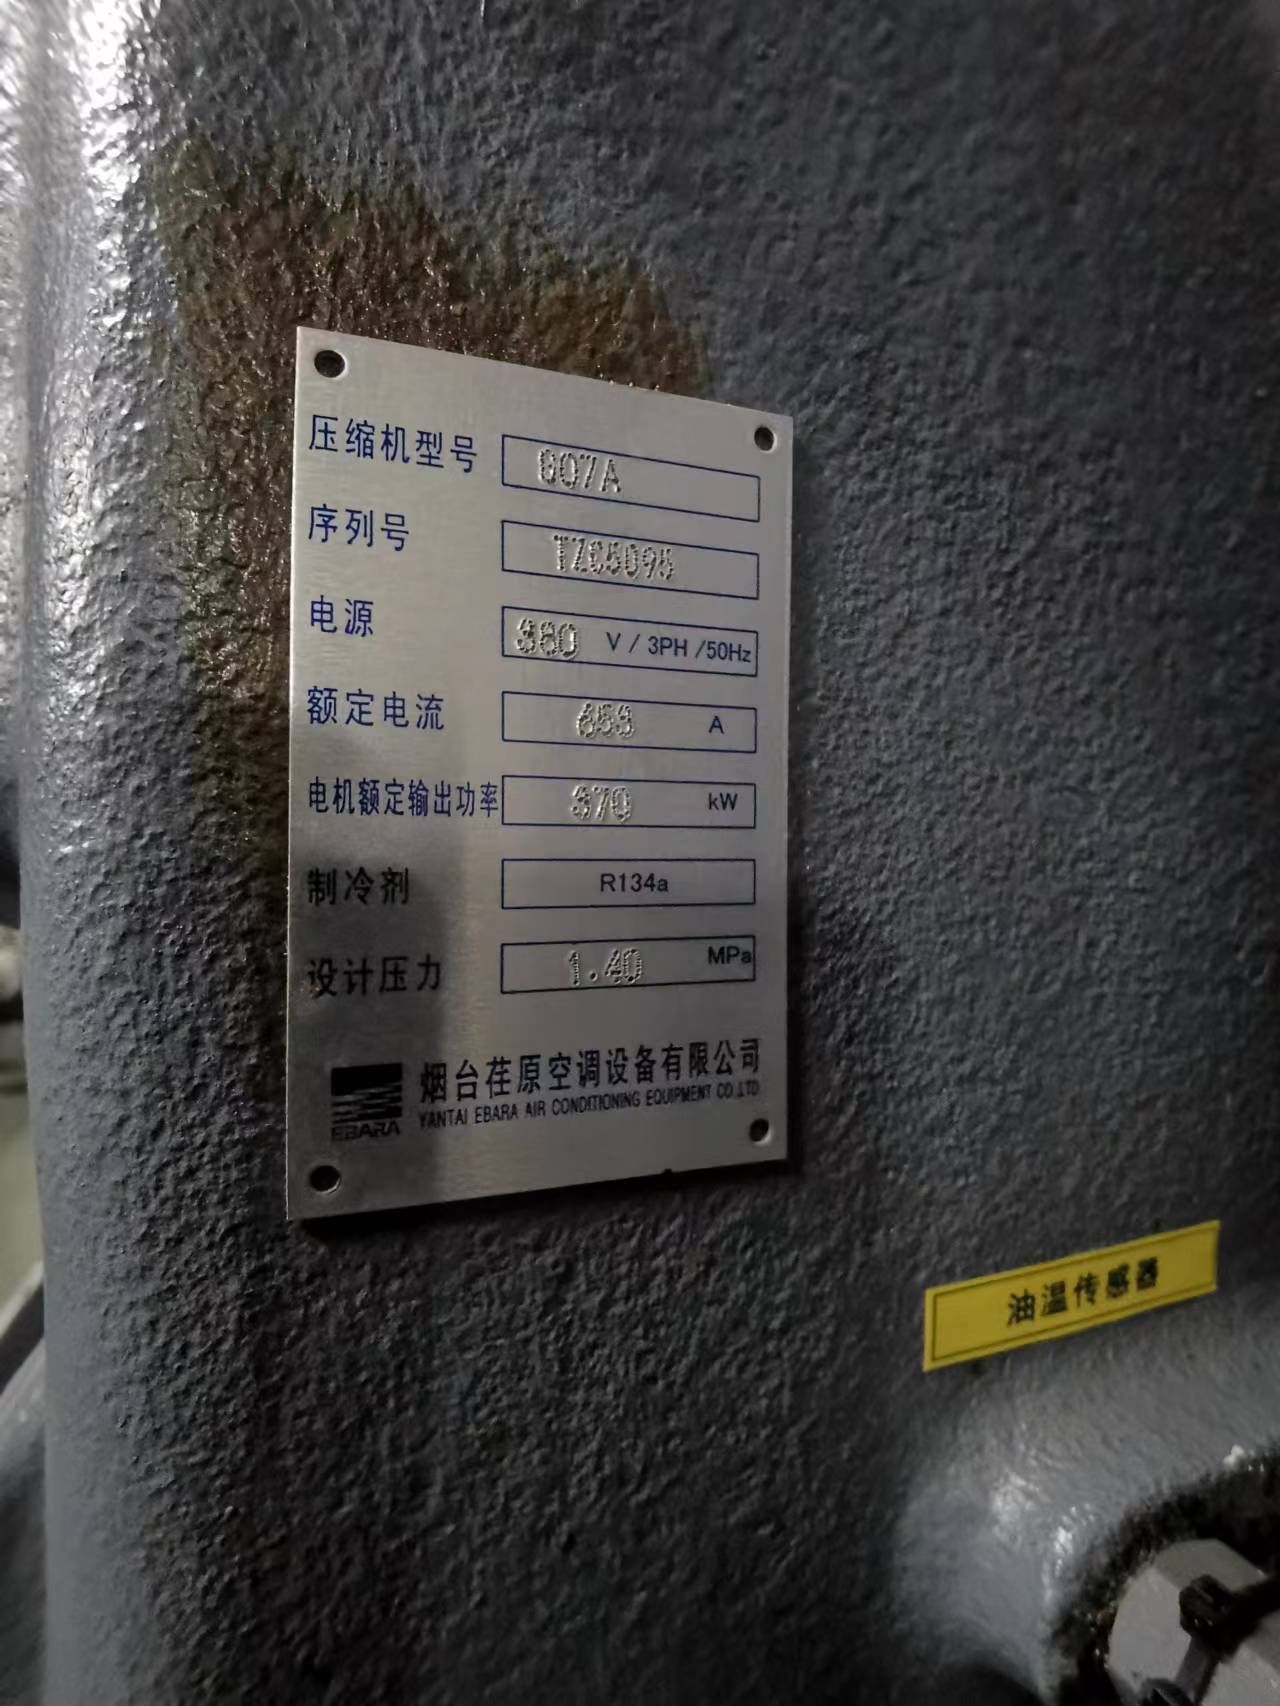 压缩机型号 807A
序列号 TZC5095
电源 380 V / 3PH /50Hz
额定电流 653 A
电机额定输出功率 370 kW
制冷剂 R134a
设计压力 1.40 MPa
EBARA
烟台荏原空调设备有限公司
YANTAI EBARA AIR CONDITIONING EQUIPMENT CO.LTD
油温传感器